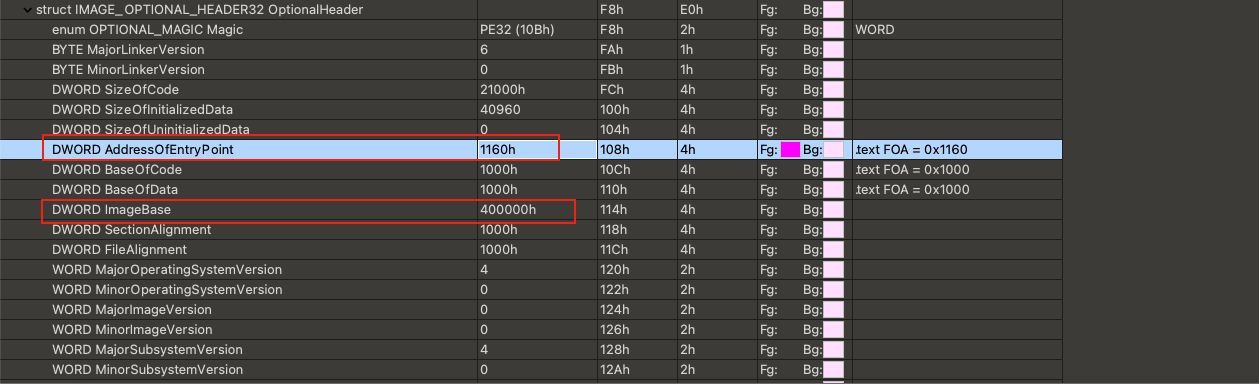 struct IMAGE_OPTIONAL_HEADER32 OptionalHeader F8h E0h Fg: Bg:
enum OPTIONAL_MAGIC Magic PE32 (10Bh) F8h 2h Fg: Bg: WORD
BYTE MajorLinkerVersion 6 FAh 1h Fg: Bg:
BYTE MinorLinkerVersion 0 FBh 1h Fg: Bg:
DWORD SizeOfCode 21000h FCh 4h Fg: Bg:
DWORD SizeOfInitializedData 40960 100h 4h Fg: Bg:
DWORD SizeOfUninitializedData 0 104h 4h Fg: Bg:
DWORD AddressOfEntryPoint 1160h 108h 4h Fg: Bg: .text FOA = 0x1160
DWORD BaseOfCode 1000h 10Ch 4h Fg: Bg: .text FOA = 0x1000
DWORD BaseOfData 1000h 110h 4h Fg: Bg: .text FOA = 0x1000
DWORD ImageBase 400000h 114h 4h Fg: Bg:
DWORD SectionAlignment 1000h 118h 4h Fg: Bg:
DWORD FileAlignment 1000h 11Ch 4h Fg: Bg:
WORD MajorOperatingSystemVersion 4 120h 2h Fg: Bg:
WORD MinorOperatingSystemVersion 0 122h 2h Fg: Bg:
WORD MajorImageVersion 0 124h 2h Fg: Bg:
WORD MinorImageVersion 0 126h 2h Fg: Bg:
WORD MajorSubsystemVersion 4 128h 2h Fg: Bg:
WORD MinorSubsystemVersion 0 12Ah 2h Fg: Bg: